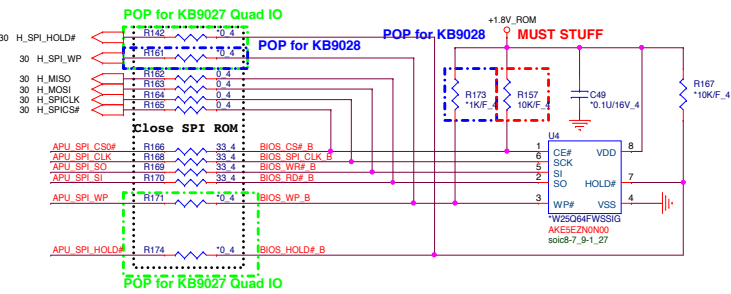 POP for KB9027 Quad IO
30 H_SPI_HOLD# R142 *0_4
POP for KB9028
30 H_SPI_WP R161 *0_4
30 H_MISO R162 0_4
30 H_MOSI R163 0_4
30 H_SPICLK R164 0_4
30 H_SPICS# R165 0_4
Close SPI ROM
APU_SPI_CS0# R166 33_4 BIOS_CS#_B
APU_SPI_CLK R168 33_4 BIOS_SPI_CLK_B
APU_SPI_SO R169 33_4 BIOS_WR#_B
APU_SPI_SI R170 33_4 BIOS_RD#_B
APU_SPI_WP R171 *0_4 BIOS_WP_B
APU_SPI_HOLD# R174 *0_4 BIOS_HOLD#_B
POP for KB9027 Quad IO
+1.8V_ROM
POP for KB9028 MUST STUFF
R173
*1K/F_4
R157
10K/F_4
C49
*0.1U/16V_4
R167
*10K/F_4
U4
1 CE# VDD 8
6 SCK
5 SI
2 SO HOLD# 7
3 WP# VSS 4
*W25Q64FWSSIG
AKE5EZN0N00
soic8-7_9-1_27